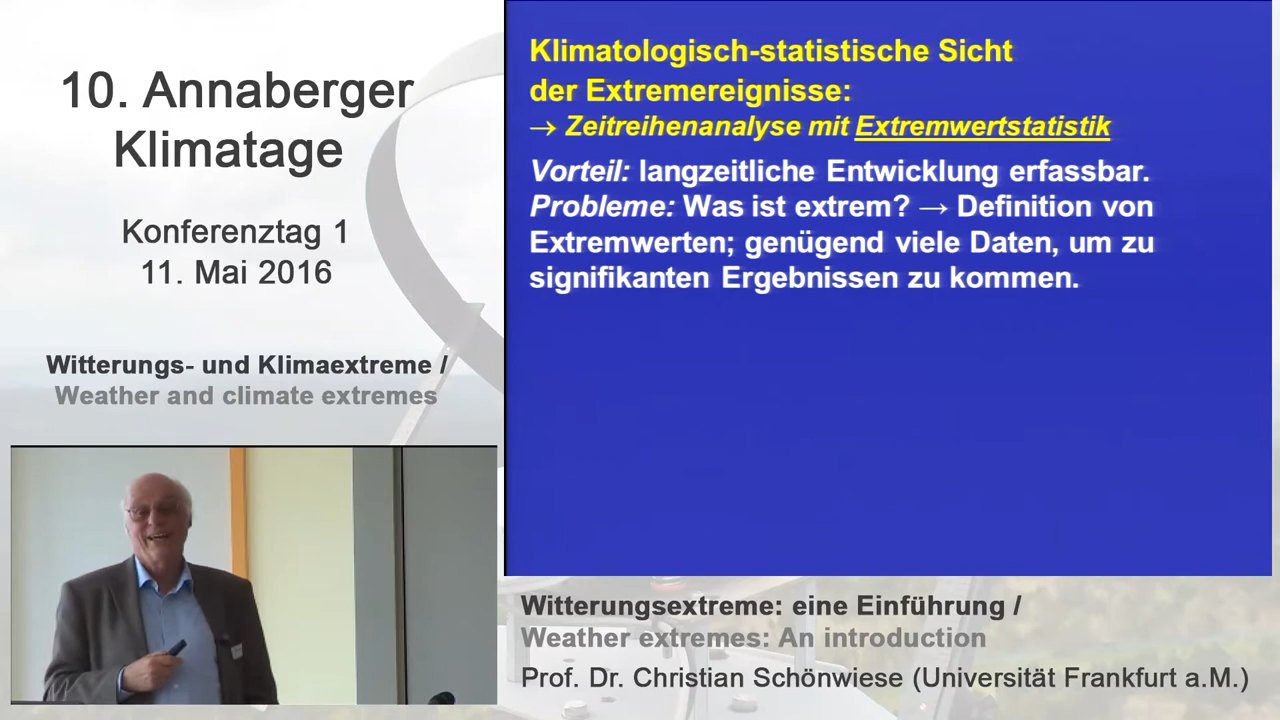 10. Annaberger
Klimatage
Konferenztag 1
11. Mai 2016
Witterungs- und Klimaextreme /
Weather and climate extremes
Klimatologisch-statistische Sicht
der Extremereignisse:
→ Zeitreihenanalyse mit Extremwertstatistik
Vorteil: langzeitliche Entwicklung erfassbar.
Probleme: Was ist extrem? → Definition von
Extremwerten; genügend viele Daten, um zu
signifikanten Ergebnissen zu kommen.
Witterungsextreme: eine Einführung /
Weather extremes: An introduction
Prof. Dr. Christian Schönwiese (Universität Frankfurt a.M.)